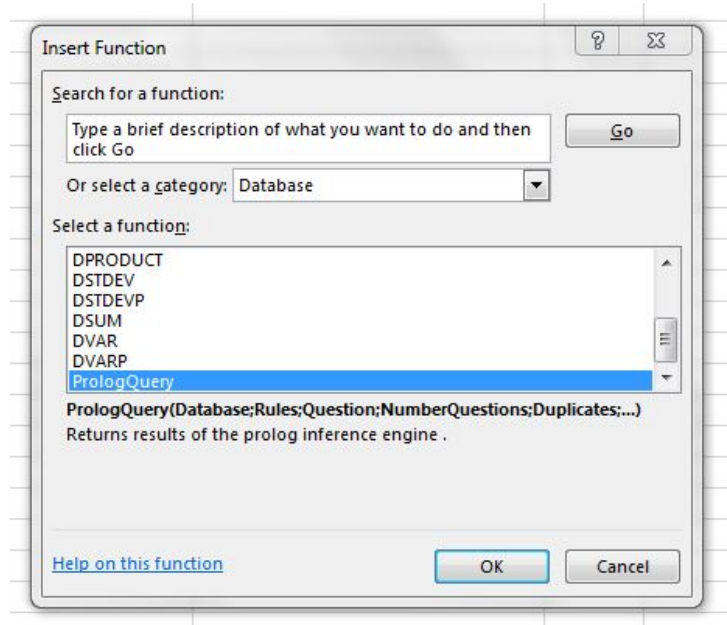 Insert Function
Search for a function:
Type a brief description of what you want to do and then
click Go
Go
Or select a category: Database
Select a function:
DPRODUCT
DSTDEV
DSTDEVP
DSUM
DVAR
DVARP
PrologQuery
PrologQuery(Database;Rules;Question;NumberQuestions;Duplicates;...)
Returns results of the prolog inference engine .
Help on this function
OK
Cancel